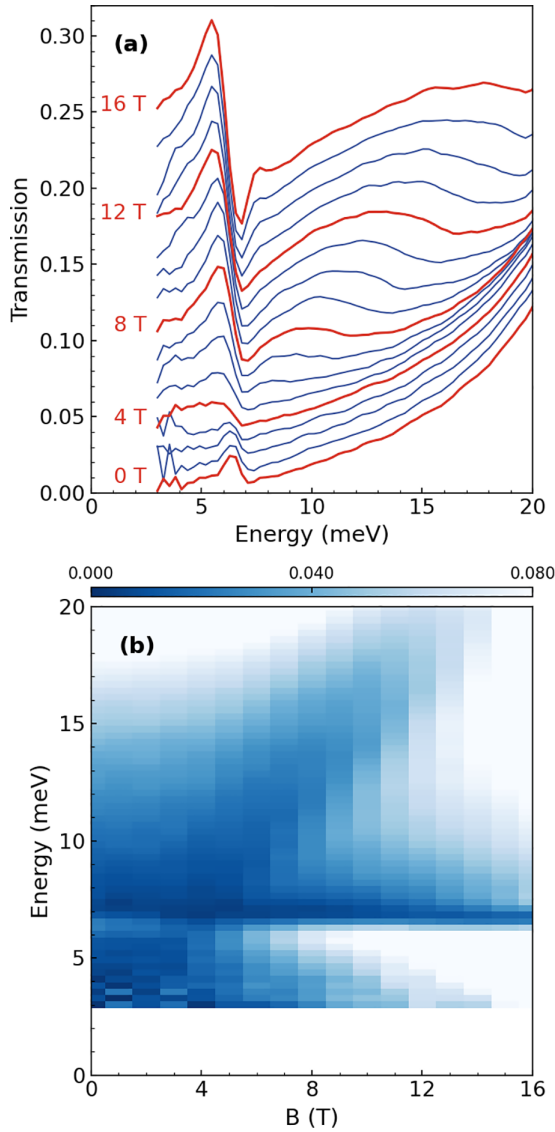 (a)
0.30
0.25
0.20
0.15
0.10
0.05
0.00
Transmission
16 T
12 T
8 T
4 T
0 T
0 5 10 15 20
Energy (meV)
0.000 0.040 0.080
(b)
20
15
10
5
0
Energy (meV)
0 4 8 12 16
B (T)